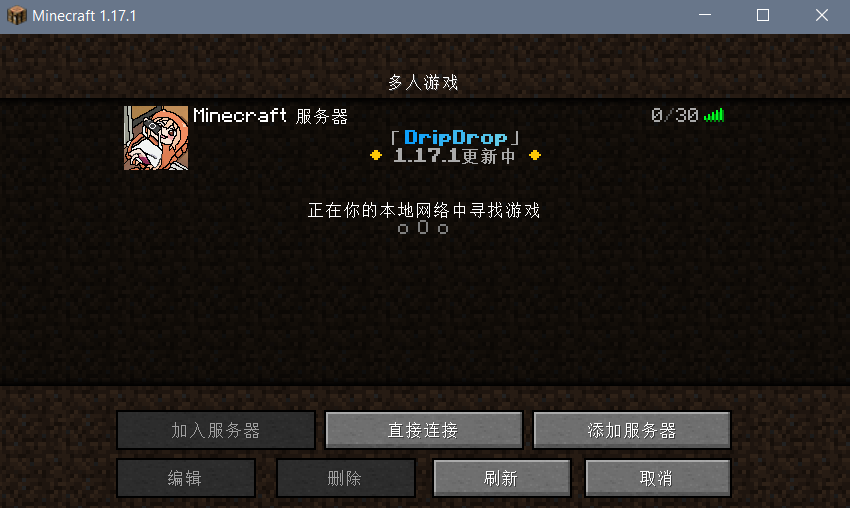 Minecraft 1.17.1
多人游戏
Minecraft 服务器
0/30
「DripDrop」
1.17.1更新中
正在你的本地网络中寻找游戏
o O o
加入服务器
直接连接
添加服务器
编辑
删除
刷新
取消